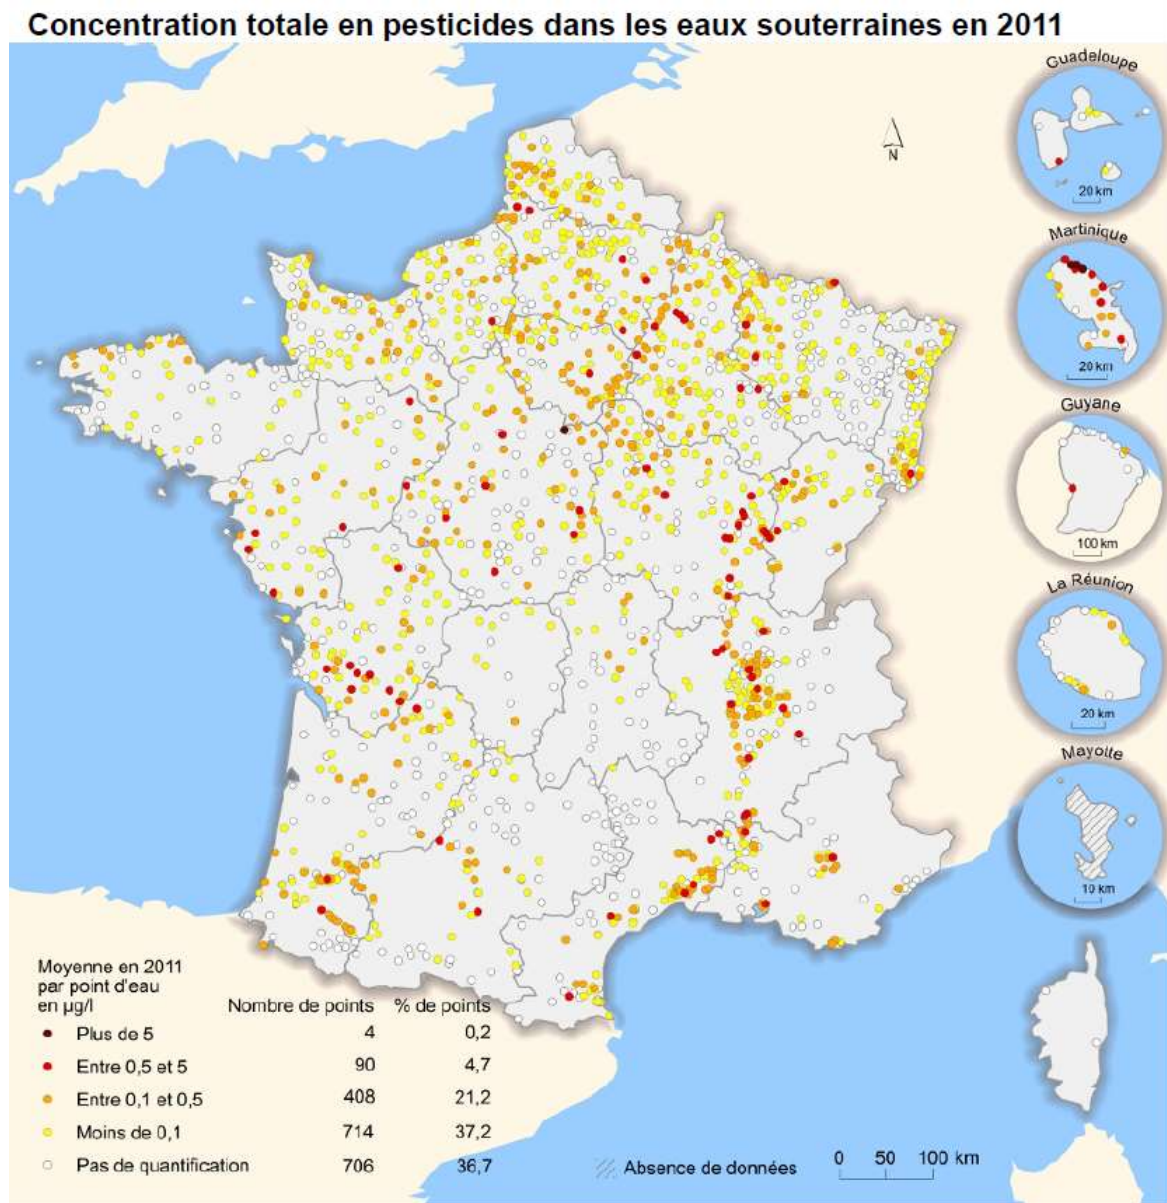 Concentration totale en pesticides dans les eaux souterraines en 2011
Guadeloupe
N
20 km
Martinique
20 km
Guyane
100 km
La Réunion
20 km
Mayotte
10 km
Moyenne en 2011
par point d'eau
en µg/l Nombre de points % de points
Plus de 5 4 0,2
Entre 0,5 et 5 90 4,7
Entre 0,1 et 0,5 408 21,2
Moins de 0,1 714 37,2
Pas de quantification 706 36,7
Absence de données 0 50 100 km